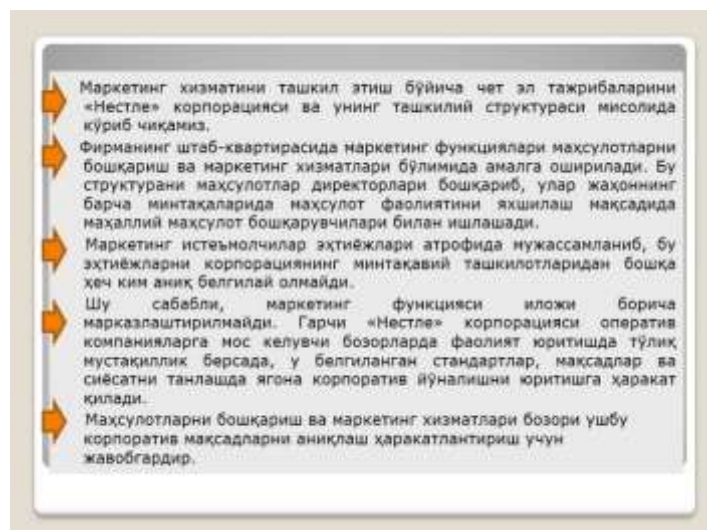 Маркетинг хизматини ташкил этиш бўйича чет эл тажрибаларини
«Нестле» корпорацияси ва унинг ташкилий структураси мисолида
кўриб чиқамиз.
Фирманинг штаб-квартирасида маркетинг функциялари маҳсулотларни
бошқариш ва маркетинг хизматлари бўлимида амалга оширилади. Бу
структурани маҳсулотлар директорлари бошқариб, улар жаҳоннинг
барча минтақаларида маҳсулот фаолиятини яхшилаш мақсадида
маҳаллий маҳсулот бошқарувчилари билан ишлашади.
Маркетинг истеъмолчилар эҳтиёжлари атрофида мужассамланиб, бу
эҳтиёжларни корпорациянинг минтақавий ташкилотларидан бошқа
ҳеч ким аниқ белгилай олмайди.
Шу сабабли, маркетинг функцияси иложи борича
марказлаштирилмайди. Гарчи «Нестле» корпорацияси оператив
компанияларга мос келувчи бозорларда фаолият юритишда тўлиқ
мустақиллик берсада, у белгиланган стандартлар, мақсадлар ва
сиёсатни танлашда ягона корпоратив йўналишни юритишга ҳаракат
қилади.
Маҳсулотларни бошқариш ва маркетинг хизматлари бозори ушбу
корпоратив мақсадларни аниқлаш ҳаракатлантириш учун
жавобгардир.